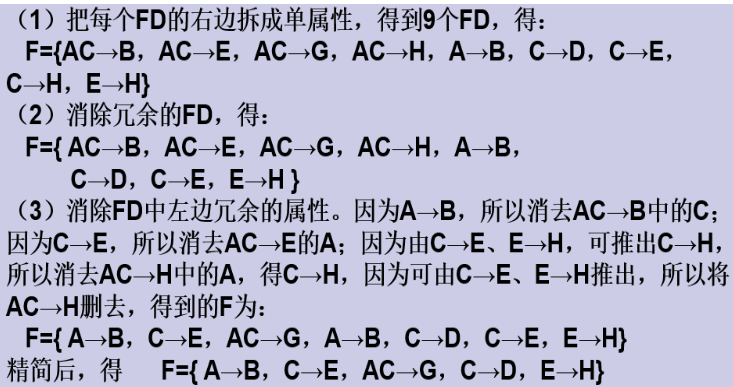 （1）把每个FD的右边拆成单属性，得到9个FD，得：
F={AC→B，AC→E，AC→G，AC→H，A→B，C→D，C→E，
C→H，E→H}
（2）消除冗余的FD，得：
F={ AC→B，AC→E，AC→G，AC→H，A→B，
C→D，C→E，E→H }
（3）消除FD中左边冗余的属性。因为A→B，所以消去AC→B中的C；
因为C→E，所以消去AC→E的A；因为由C→E、E→H，可推出C→H，
所以消去AC→H中的A，得C→H，因为可由C→E、E→H推出，所以将
AC→H删去，得到的F为：
F={ A→B，C→E，AC→G，A→B，C→D，C→E，E→H}
精简后，得 F={ A→B，C→E，AC→G，C→D，E→H}